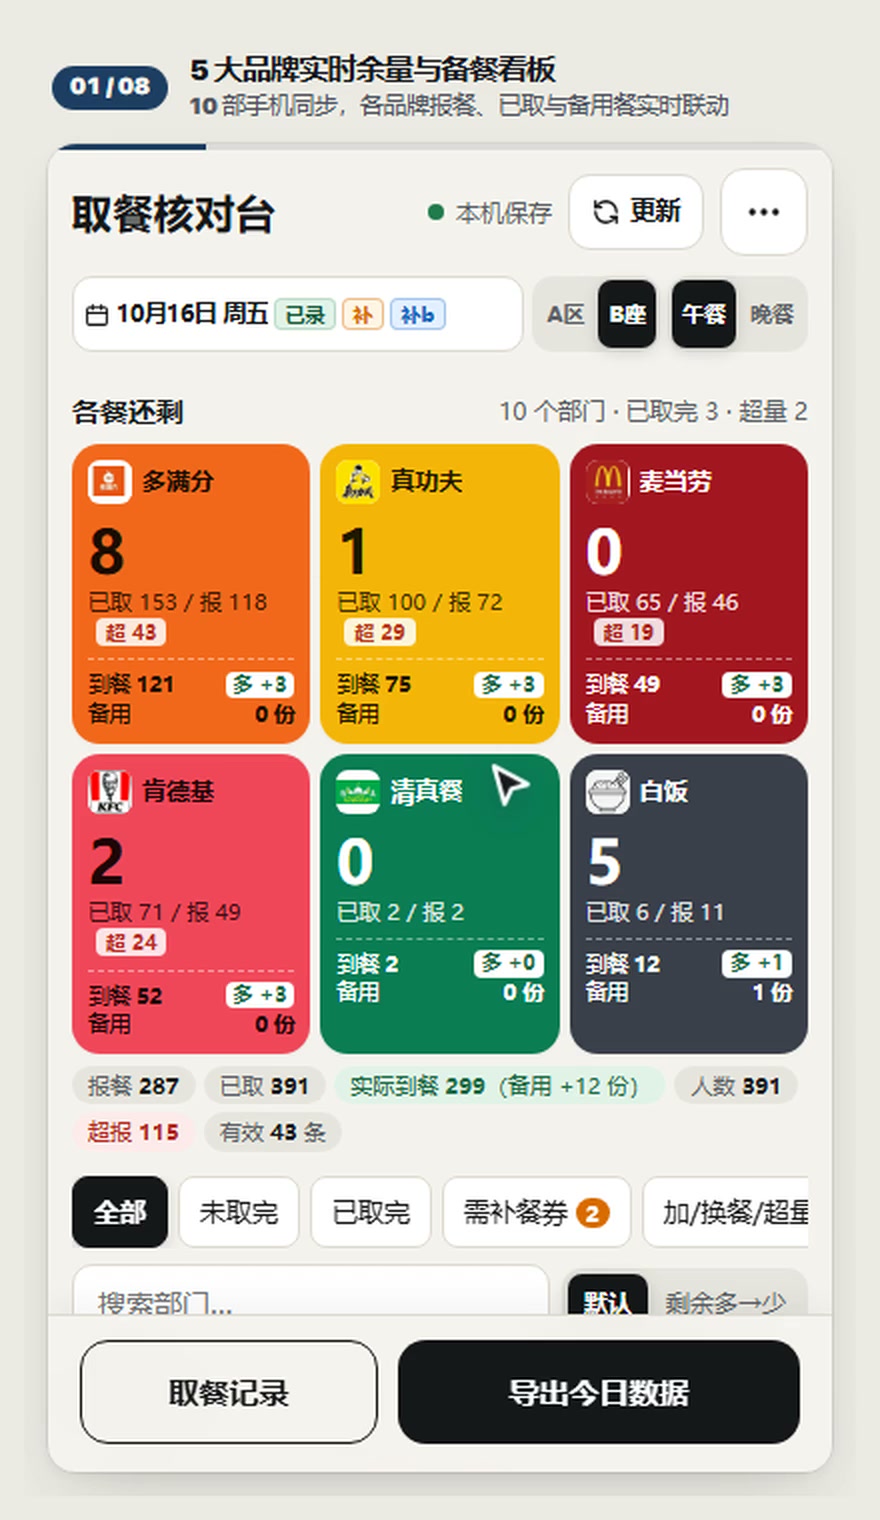 01 / 08
5 大品牌实时余量与备餐看板
10 部手机同步，各品牌报餐、已取与备用餐实时联动
取餐核对台
本机保存
更新
10月16日 周五 已录 补 补b
A区 B座 午餐 晚餐
各餐还剩
10 个部门 · 已取完 3 · 超量 2
多满分
8
已取 153 / 报 118
超 43
到餐 121 多 +3
备用 0 份
真功夫
1
已取 100 / 报 72
超 29
到餐 75 多 +3
备用 0 份
麦当劳
0
已取 65 / 报 46
超 19
到餐 49 多 +3
备用 0 份
KFC
肯德基
2
已取 71 / 报 49
超 24
到餐 52 多 +3
备用 0 份
清真餐
0
已取 2 / 报 2
到餐 2 多 +0
备用 0 份
白饭
5
已取 6 / 报 11
到餐 12 多 +1
备用 1 份
报餐 287 已取 391 实际到餐 299（备用 +12 份） 人数 391
超报 115 有效 43 条
全部 未取完 已取完 需补餐券 2 加/换餐/超量
搜索部门... 默认 剩余多→少
取餐记录 导出今日数据